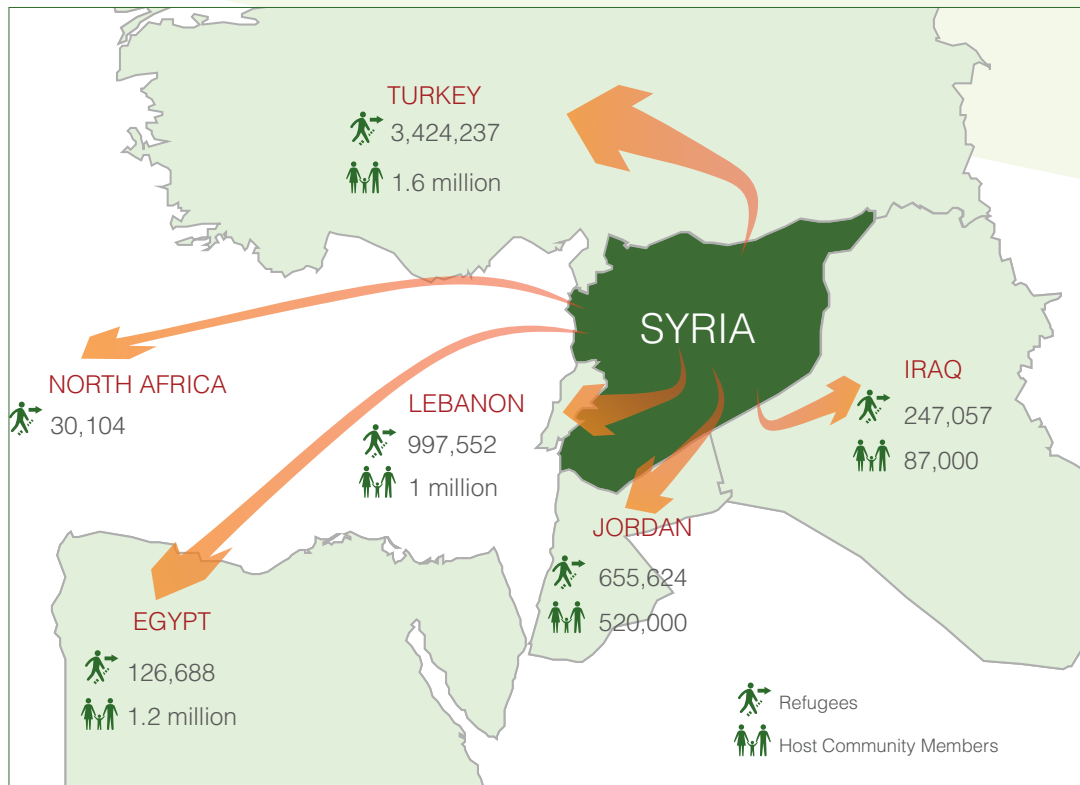 TURKEY
3,424,237
1.6 million
SYRIA
NORTH AFRICA
30,104
LEBANON
997,552
1 million
IRAQ
247,057
87,000
JORDAN
655,624
520,000
EGYPT
126,688
1.2 million
Refugees
Host Community Members